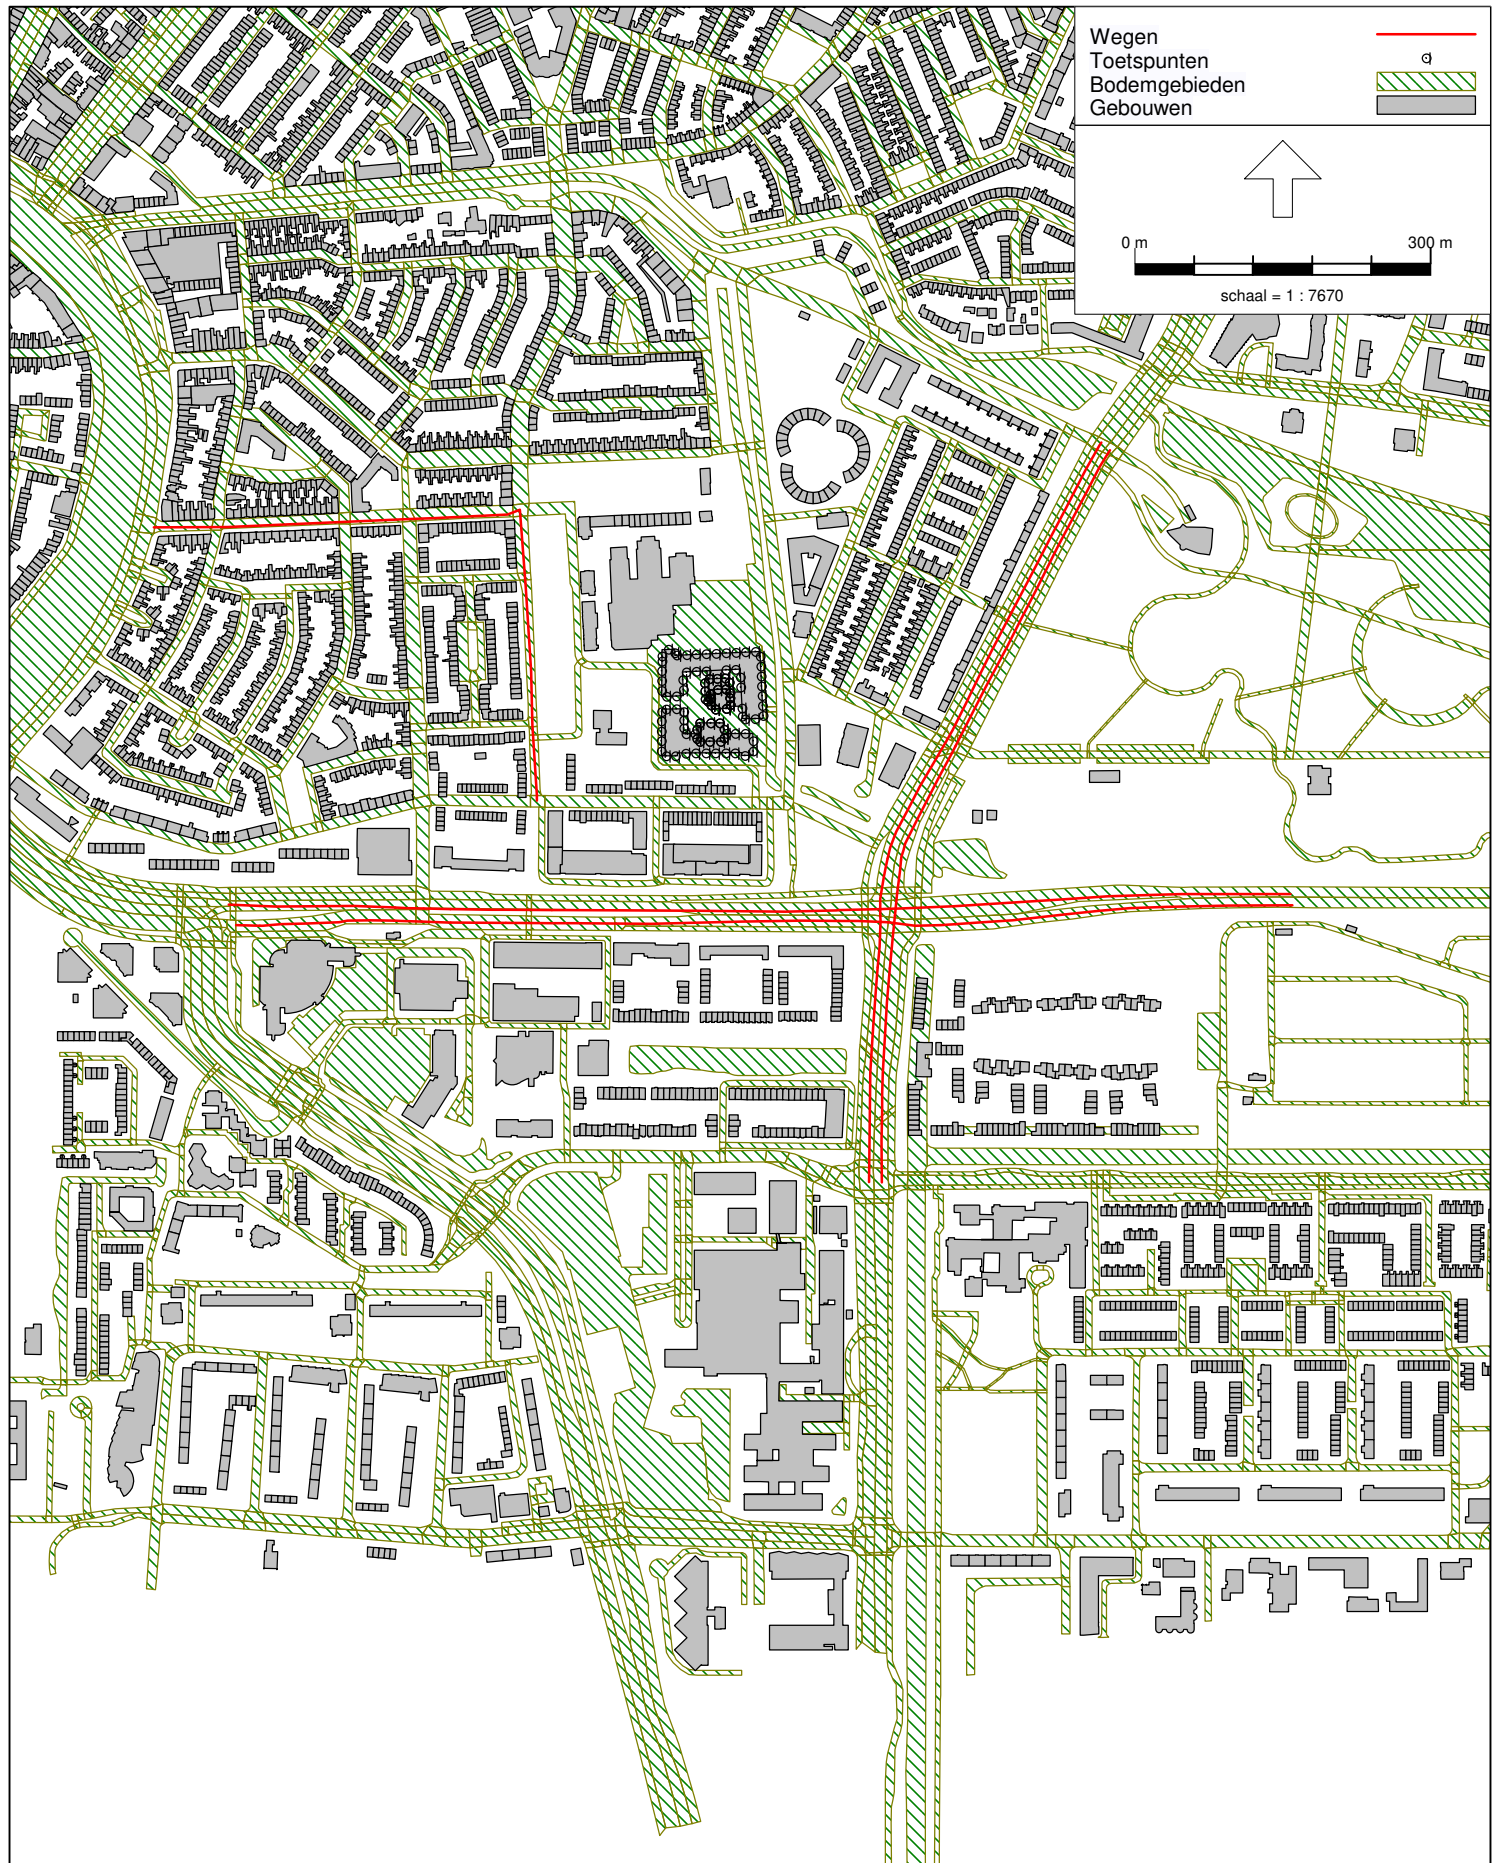 Wegen
Toetspunten
Bodemgebieden
Gebouwen
0 m 300 m
schaal = 1 : 7670